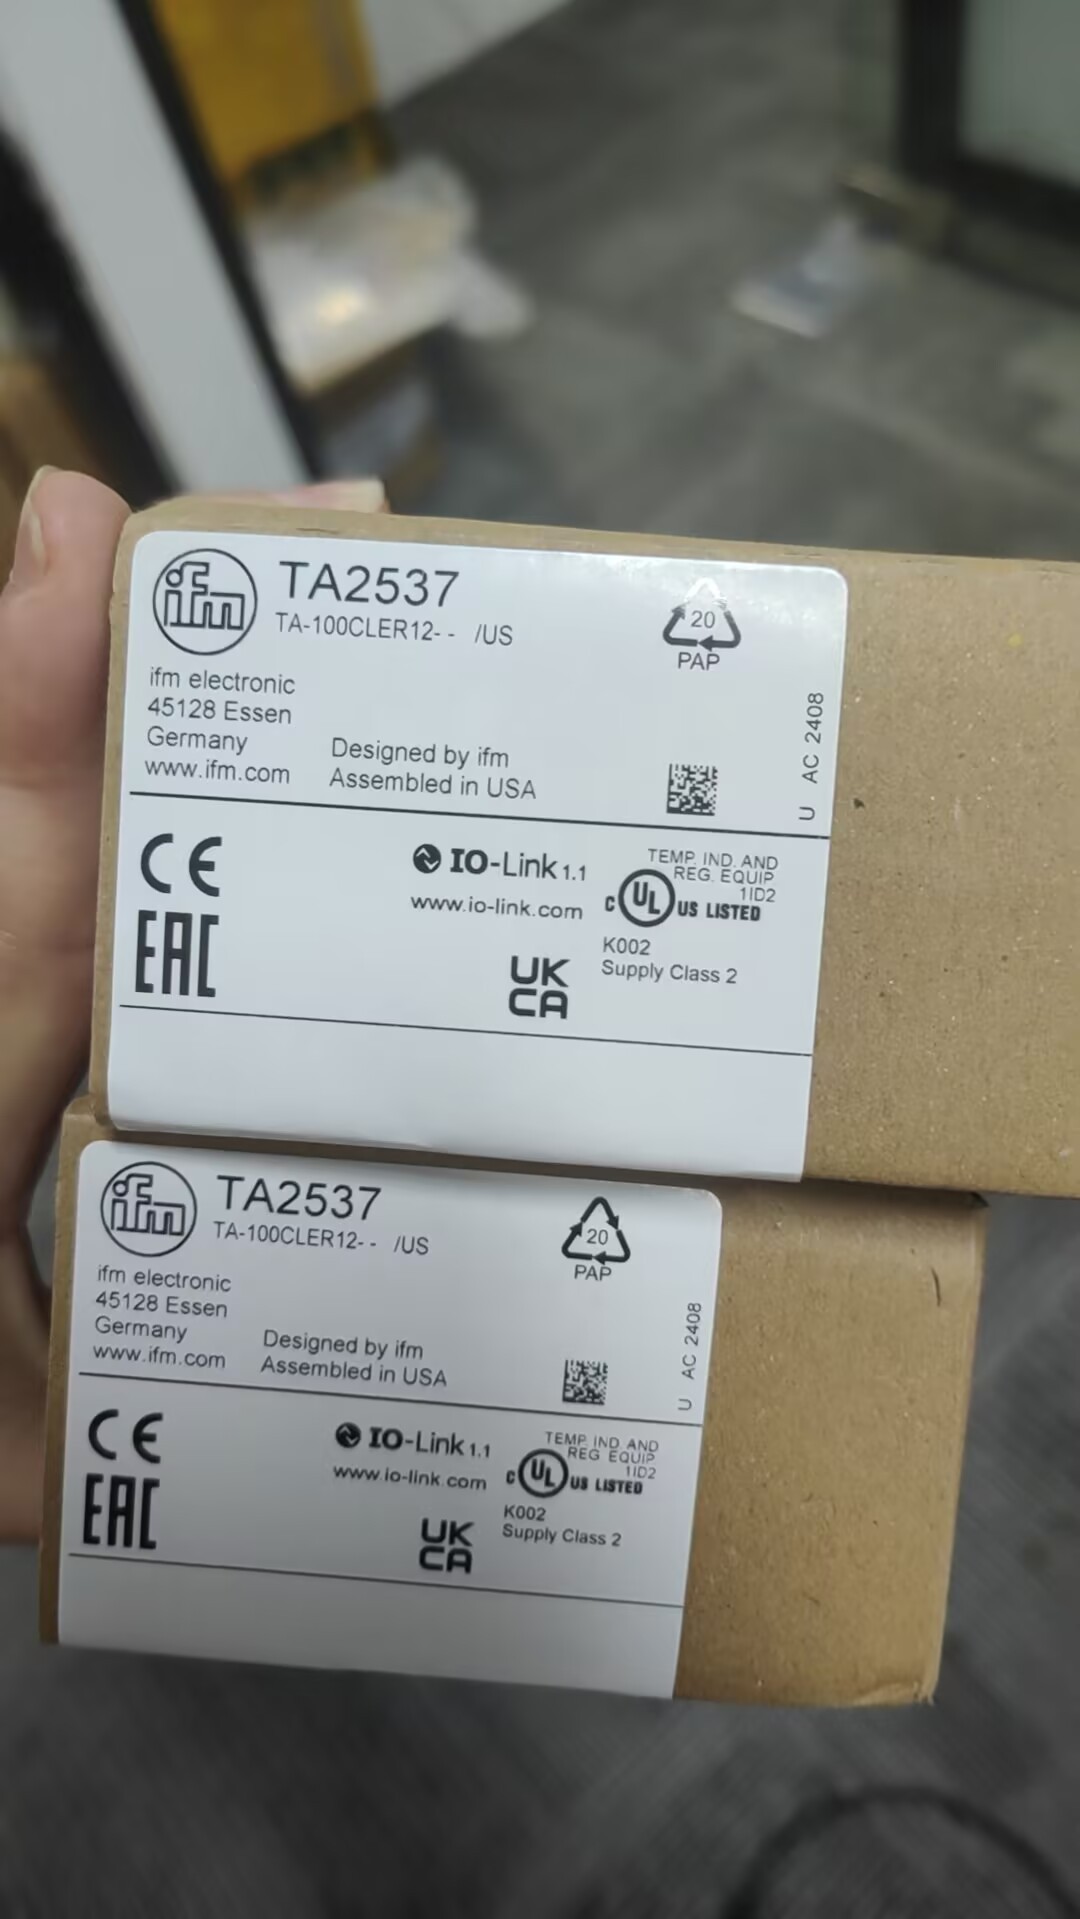 ifm
TA2537
TA-100CLER12- - /US
20
PAP
ifm electronic
45128 Essen
Germany
www.ifm.com
Designed by ifm
Assembled in USA
U AC 2408
CE
EAC
IO-Link 1.1
www.io-link.com
TEMP. IND. AND
REG. EQUIP
1ID2
C UL US LISTED
K002
Supply Class 2
UK
CA
ifm
TA2537
TA-100CLER12- - /US
20
PAP
ifm electronic
45128 Essen
Germany
www.ifm.com
Designed by ifm
Assembled in USA
U AC 2408
CE
EAC
IO-Link 1.1
www.io-link.com
TEMP. IND. AND
REG. EQUIP
1ID2
C UL US LISTED
K002
Supply Class 2
UK
CA